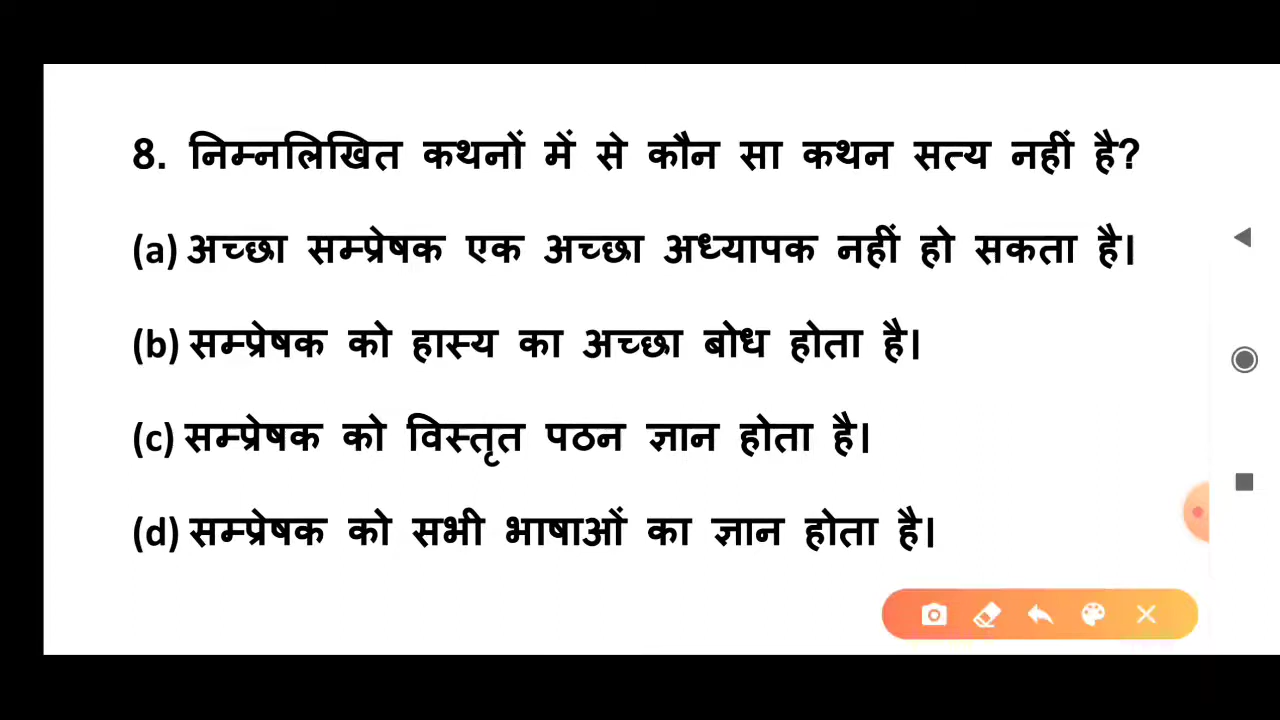 8. निम्नलिखित कथनों में से कौन सा कथन सत्य नहीं है?
(a) अच्छा सम्प्रेषक एक अच्छा अध्यापक नहीं हो सकता है।
(b) सम्प्रेषक को हास्य का अच्छा बोध होता है।
(c) सम्प्रेषक को विस्तृत पठन ज्ञान होता है।
(d) सम्प्रेषक को सभी भाषाओं का ज्ञान होता है।